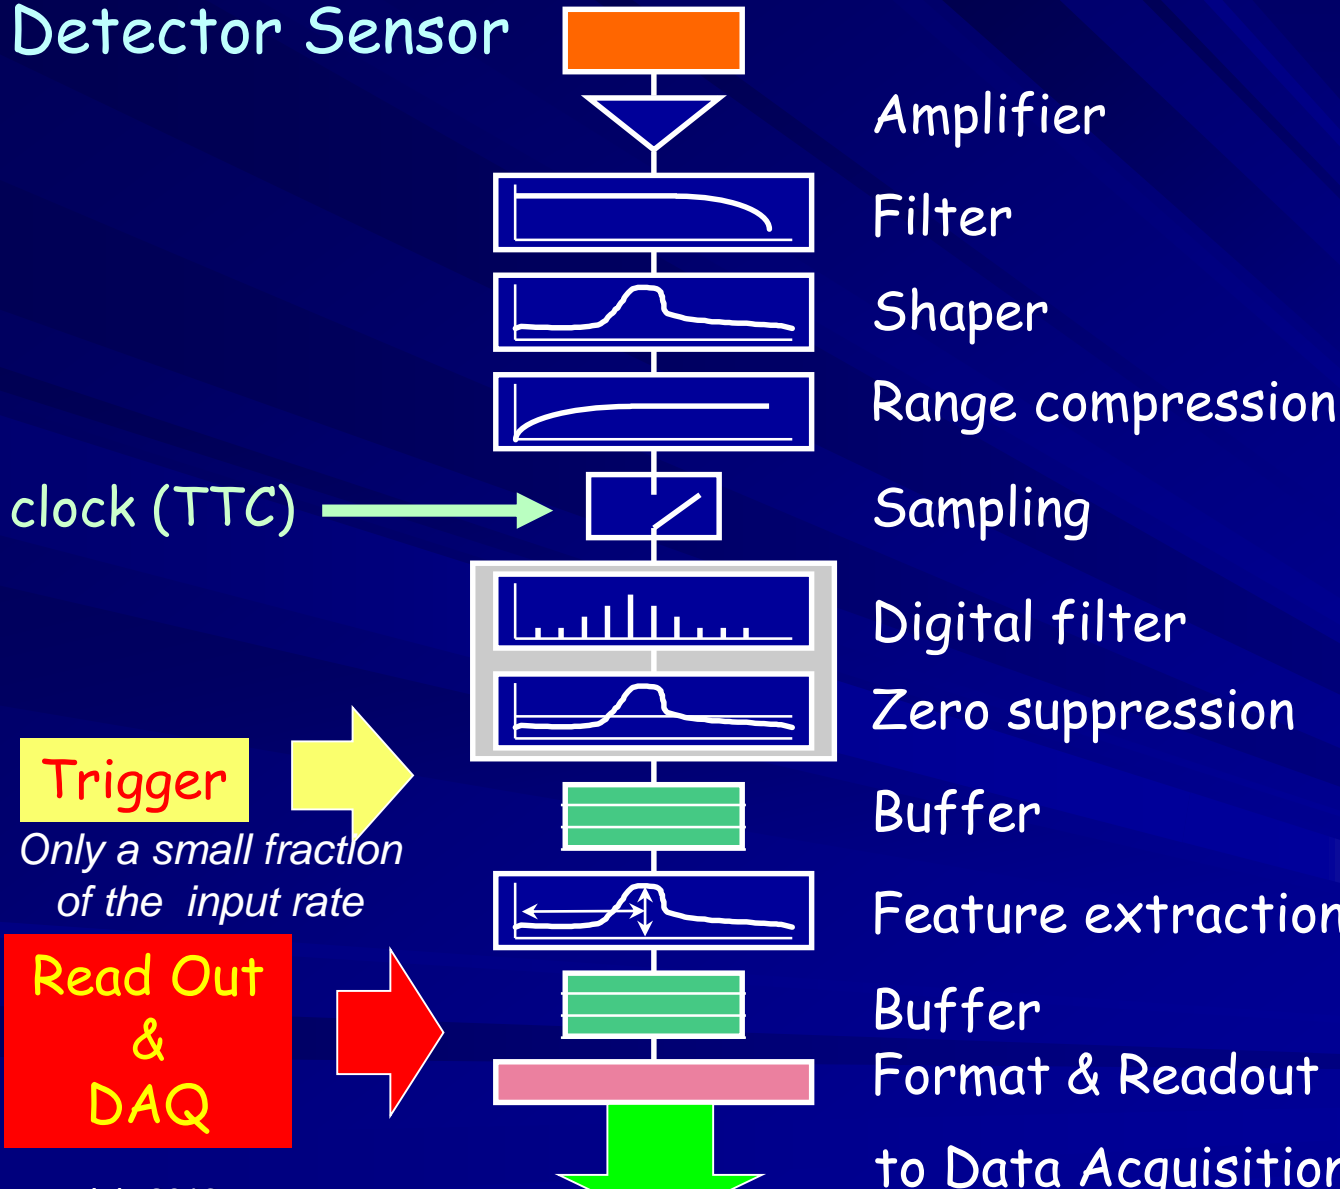 Detector Sensor
Amplifier
Filter
Shaper
Range compression
clock (TTC)
Sampling
Digital filter
Zero suppression
Trigger
Only a small fraction
of the input rate
Buffer
Feature extraction
Read Out
&
DAQ
Buffer
Format & Readout
to Data Acquisition